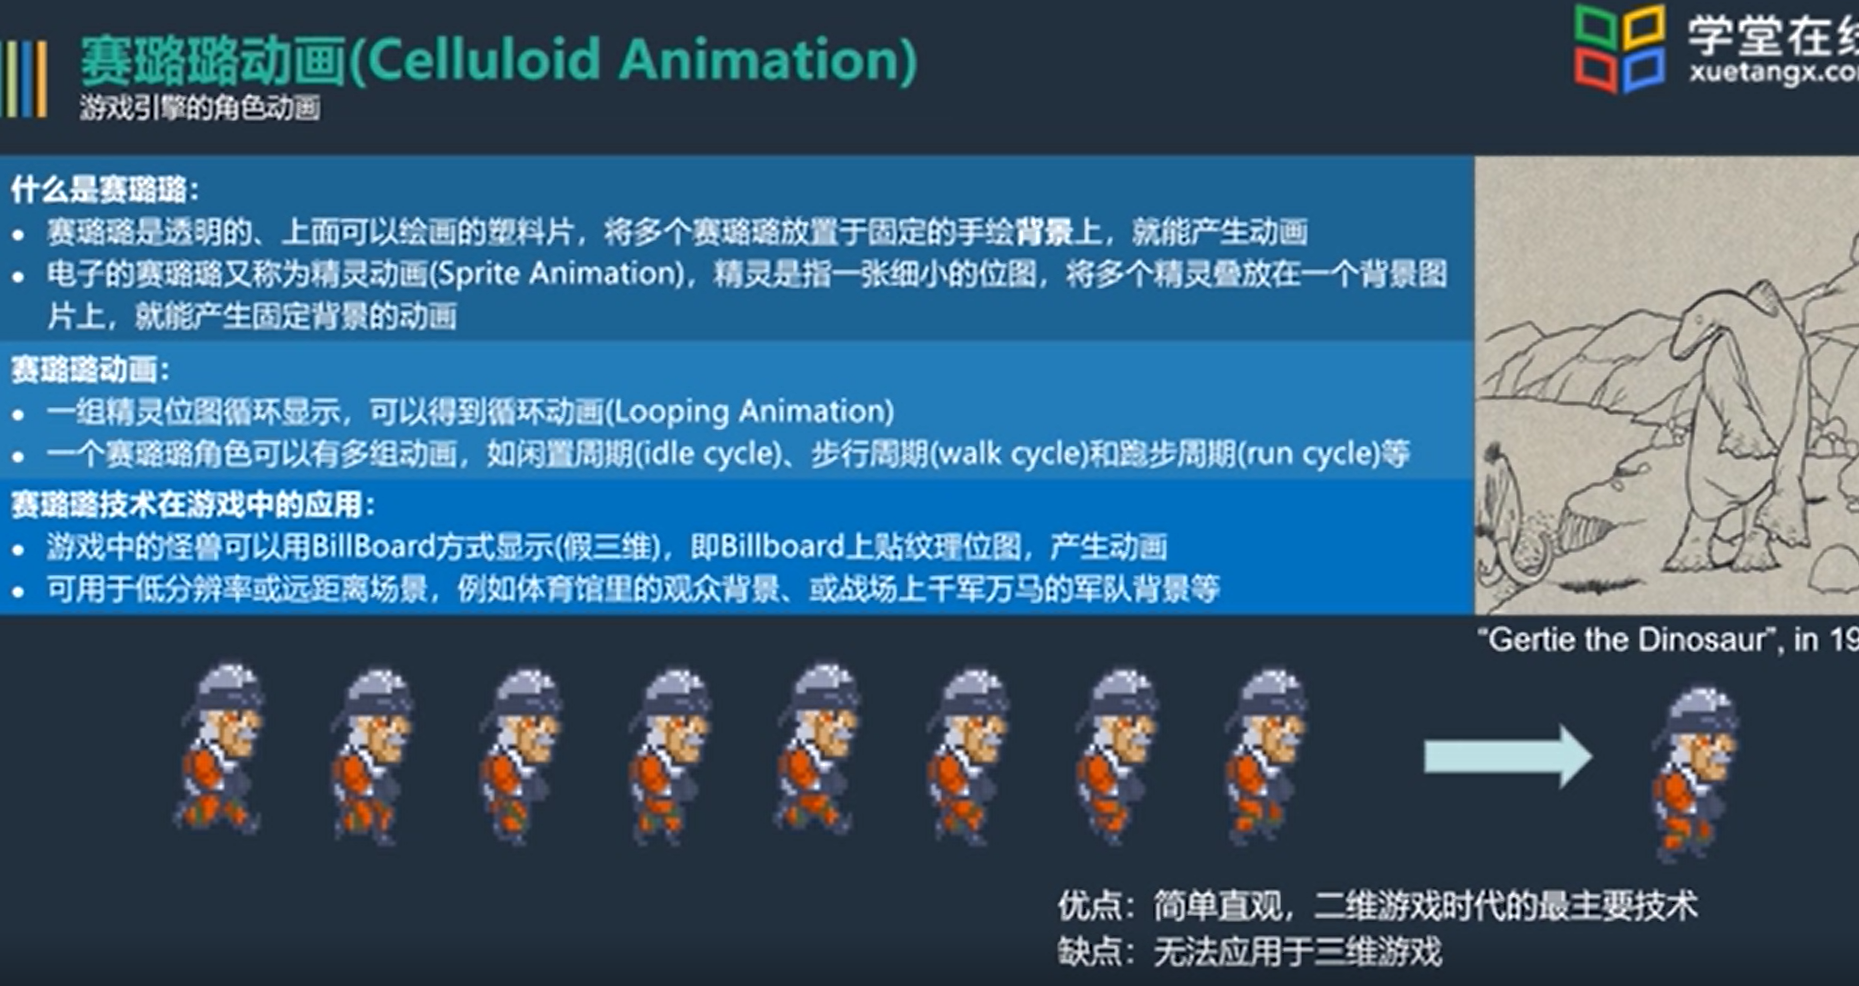 赛璐璐动画(Celluloid Animation)
游戏引擎的角色动画
学堂在线
xuetangx.co
什么是赛璐璐：
• 赛璐璐是透明的、上面可以绘画的塑料片，将多个赛璐璐放置于固定的手绘背景上，就能产生动画
• 电子的赛璐璐又称为精灵动画(Sprite Animation)，精灵是指一张细小的位图，将多个精灵叠放在一个背景图
片上，就能产生固定背景的动画
赛璐璐动画：
• 一组精灵位图循环显示，可以得到循环动画(Looping Animation)
• 一个赛璐璐角色可以有多组动画，如闲置周期(idle cycle)、步行周期(walk cycle)和跑步周期(run cycle)等
赛璐璐技术在游戏中的应用：
• 游戏中的怪兽可以用BillBoard方式显示(假三维)，即Billboard上贴纹理位图，产生动画
• 可用于低分辨率或远距离场景，例如体育馆里的观众背景、或战场上千军万马的军队背景等
“Gertie the Dinosaur”, in 19
优点：简单直观，二维游戏时代的最主要技术
缺点：无法应用于三维游戏